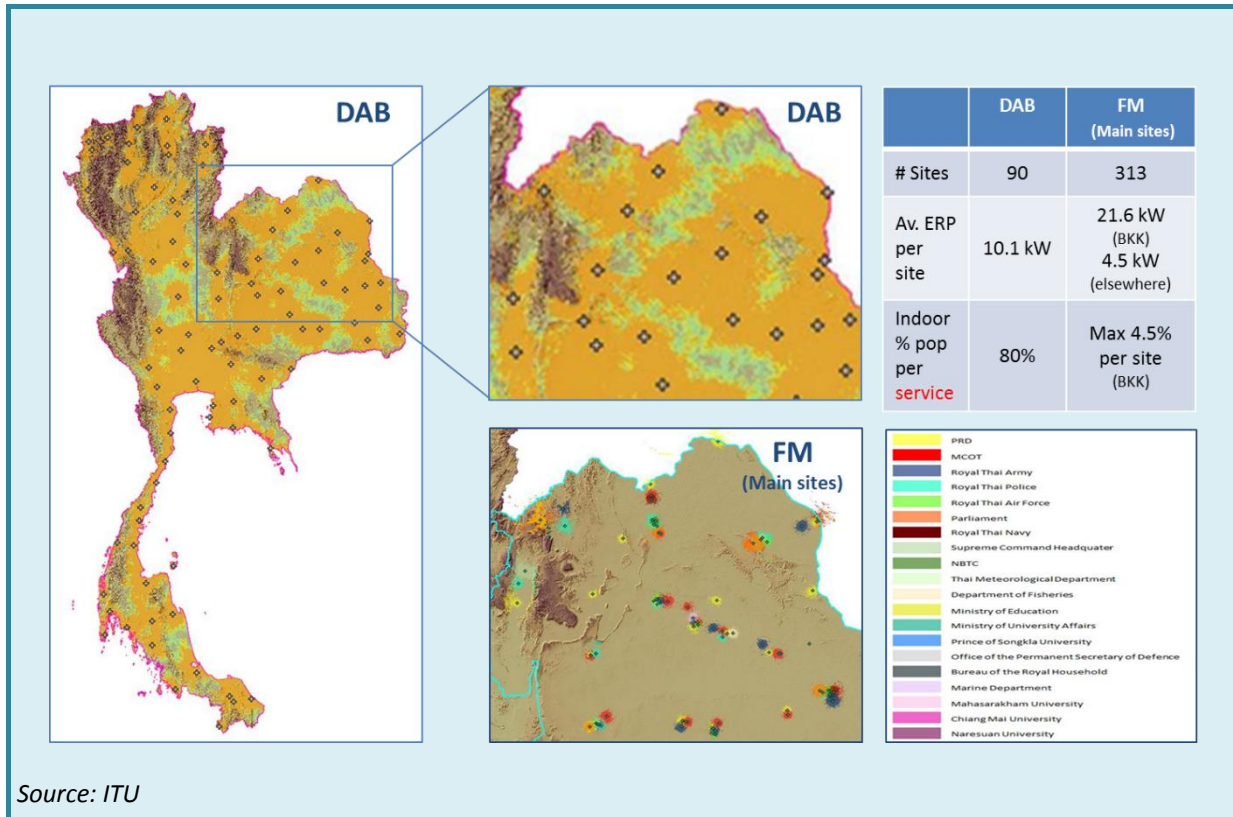 DAB
DAB
DAB
FM
(Main sites)
# Sites
90
313
Av. ERP
per
site
10.1 kW
21.6 kW
(BKK)
4.5 kW
(elsewhere)
Indoor
% pop
per
service
80%
Max 4.5%
per site
(BKK)
FM
(Main sites)
PRD
MCOT
Royal Thai Army
Royal Thai Police
Royal Thai Air Force
Parliament
Royal Thai Navy
Supreme Command Headquater
NBTC
Thai Meteorological Department
Department of Fisheries
Ministry of Education
Ministry of University Affairs
Prince of Songkla University
Office of the Permanent Secretary of Defence
Bureau of the Royal Household
Marine Department
Mahasarakham University
Chiang Mai University
Naresuan University
Source: ITU